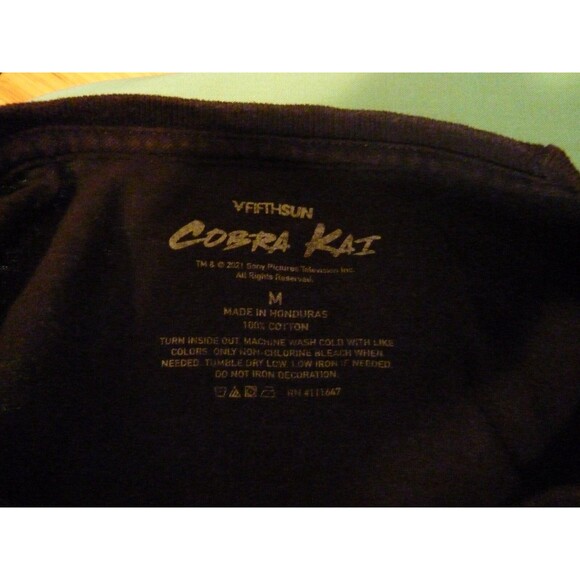 FIFTHSUN
COBRA KAI
TM & © 2021 Sony Pictures Television Inc.
All Rights Reserved.
M
MADE IN HONDURAS
100% COTTON
TURN INSIDE OUT. MACHINE WASH COLD WITH LIKE
COLORS. ONLY NON-CHLORINE BLEACH WHEN
NEEDED. TUMBLE DRY LOW. LOW IRON IF NEEDED.
DO NOT IRON DECORATION.
RN #111647